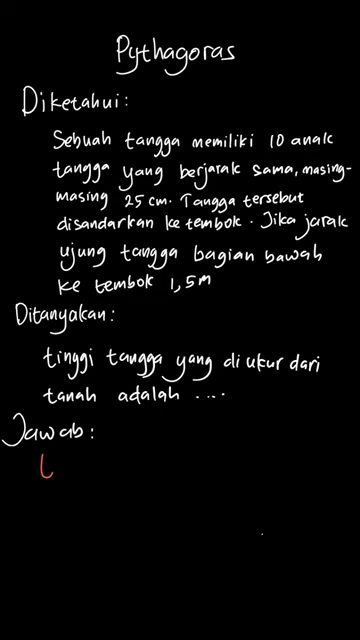 Pythagoras
Diketahui:
Sebuah tangga memiliki 10 anak
tangga yang berjarak sama, masing-
masing 25 cm. Tangga tersebut
disandarkan ke tembok. Jika jarak
ujung tangga bagian bawah
ke tembok 1,5m
Ditanyakan:
tinggi tangga yang di ukur dari
tanah adalah ....
Jawab: